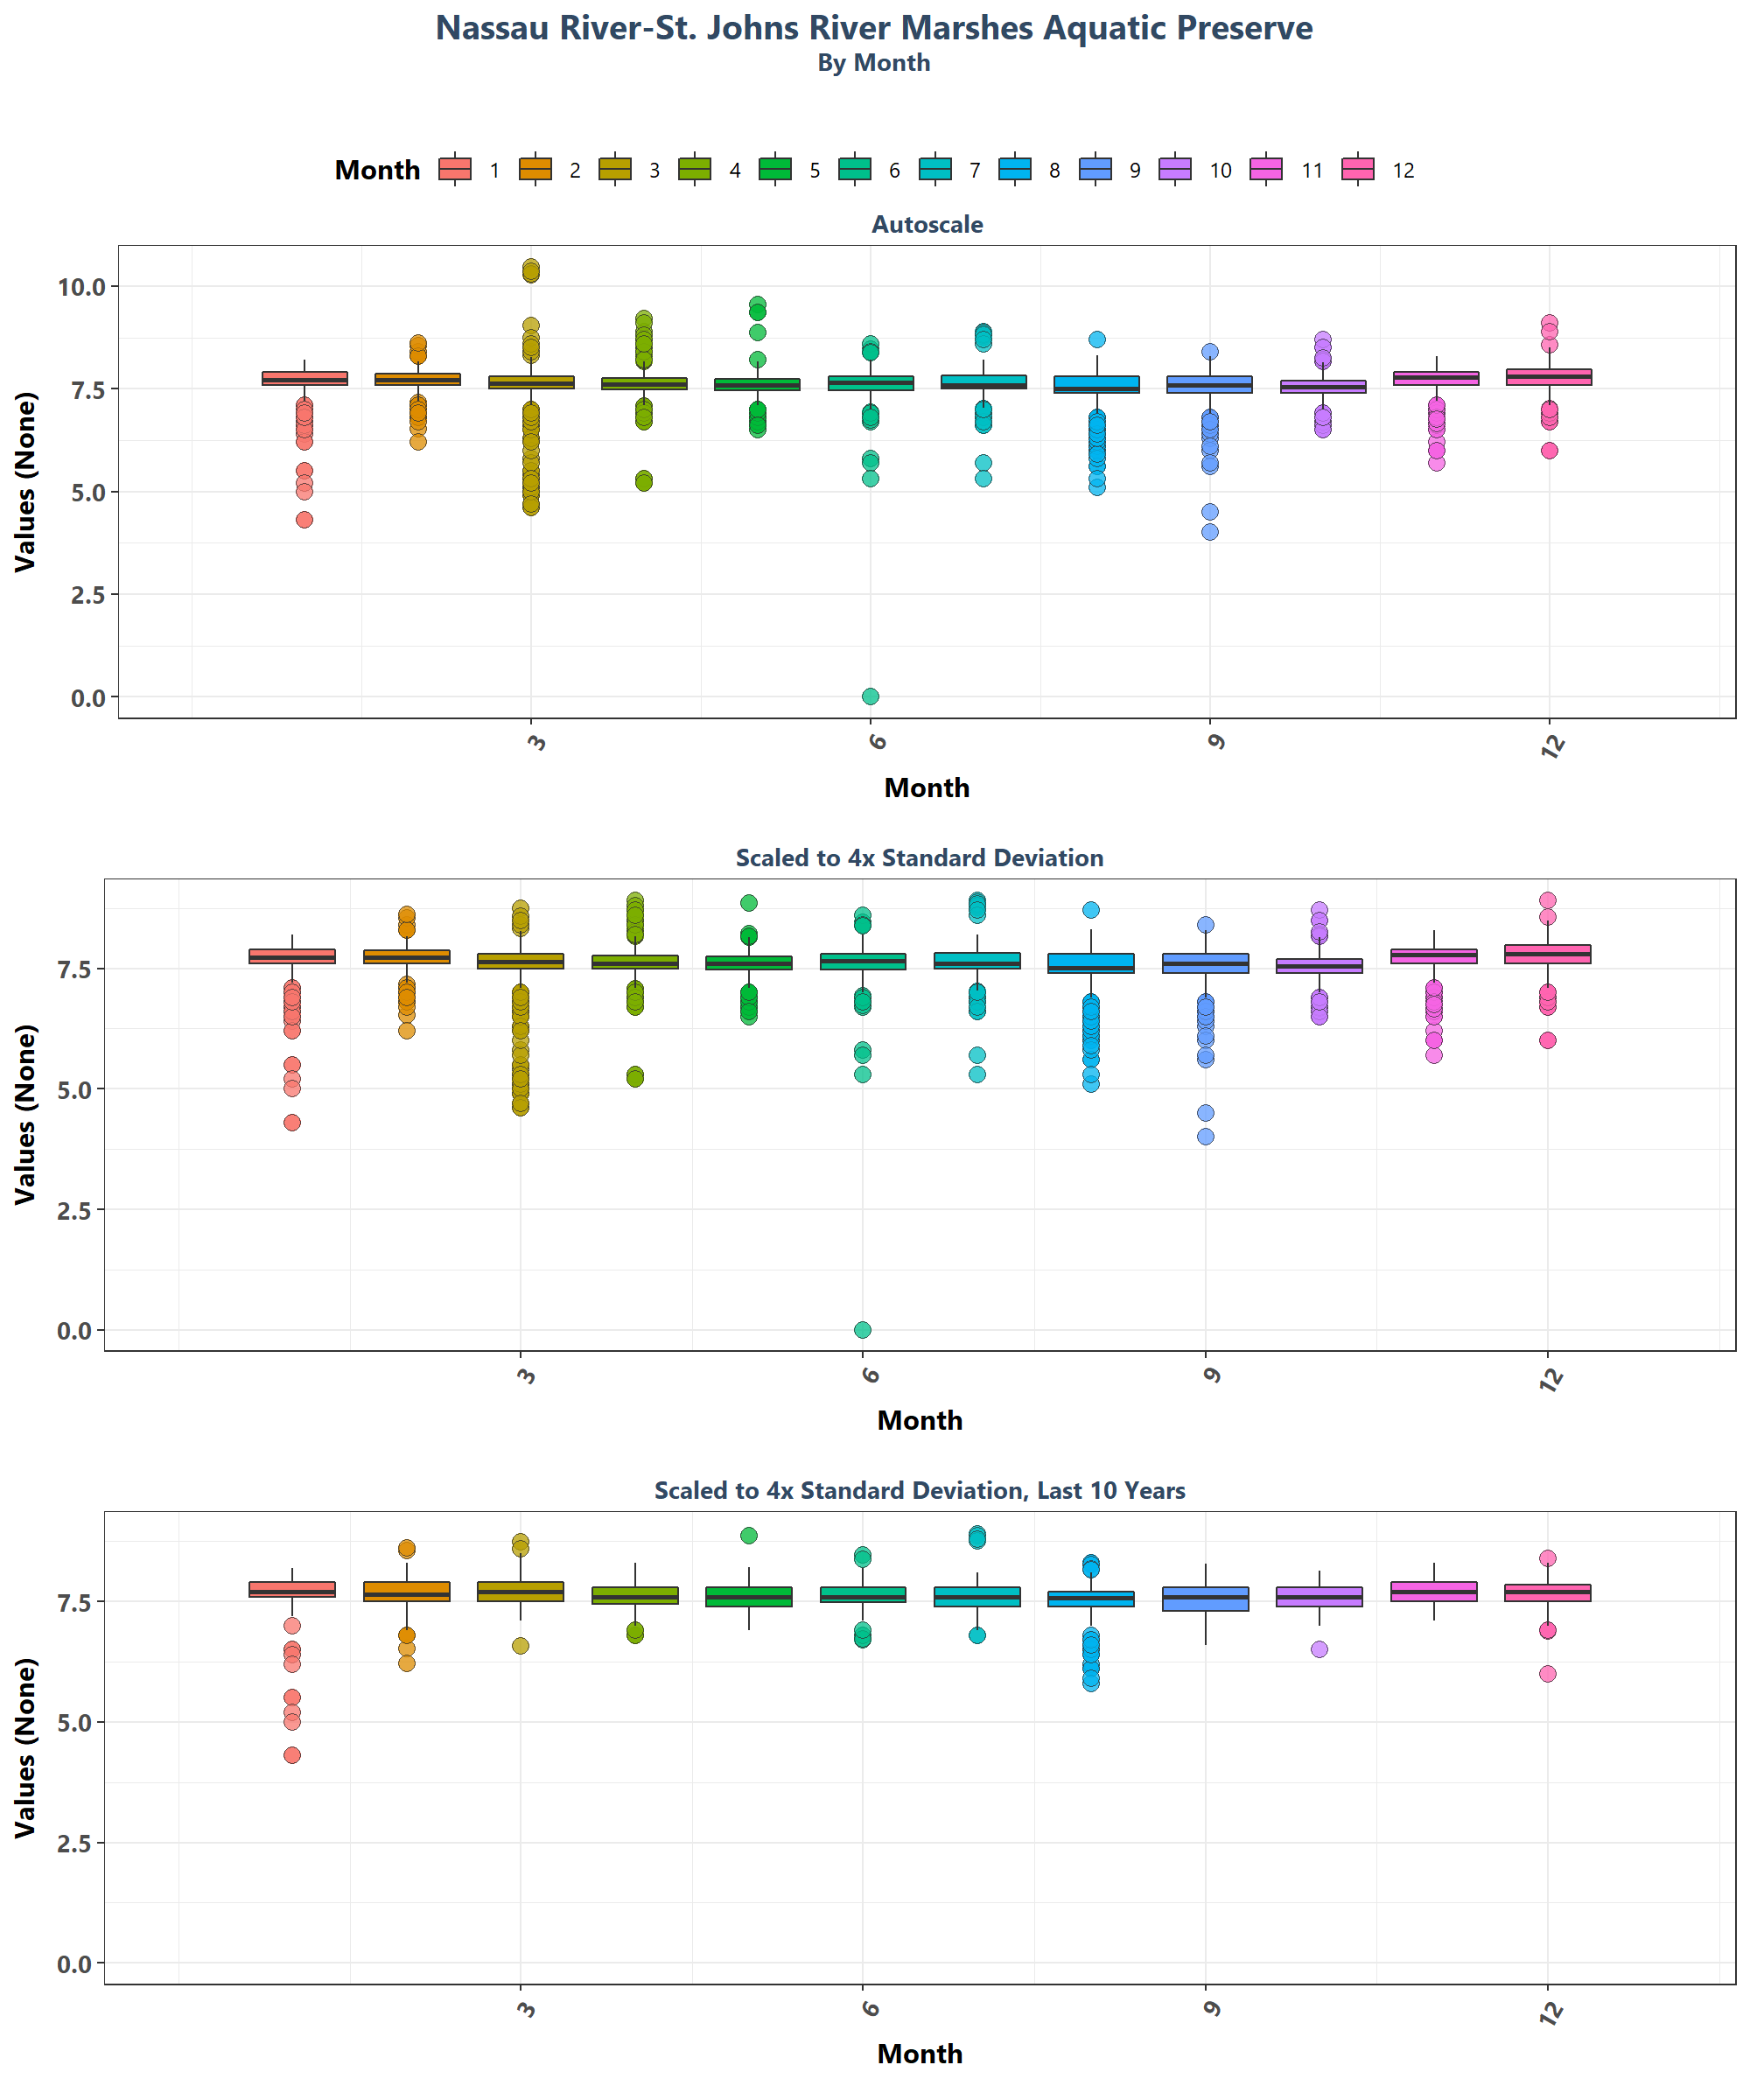 Nassau River-St. Johns River Marshes Aquatic Preserve
By Month
Month 1 2 3 4 5 6 7 8 9 10 11 12
Autoscale
Values (None)
10.0
7.5
5.0
2.5
0.0
3 6 9 12
Month
Scaled to 4x Standard Deviation
Values (None)
7.5
5.0
2.5
0.0
3 6 9 12
Month
Scaled to 4x Standard Deviation, Last 10 Years
Values (None)
7.5
5.0
2.5
0.0
3 6 9 12
Month